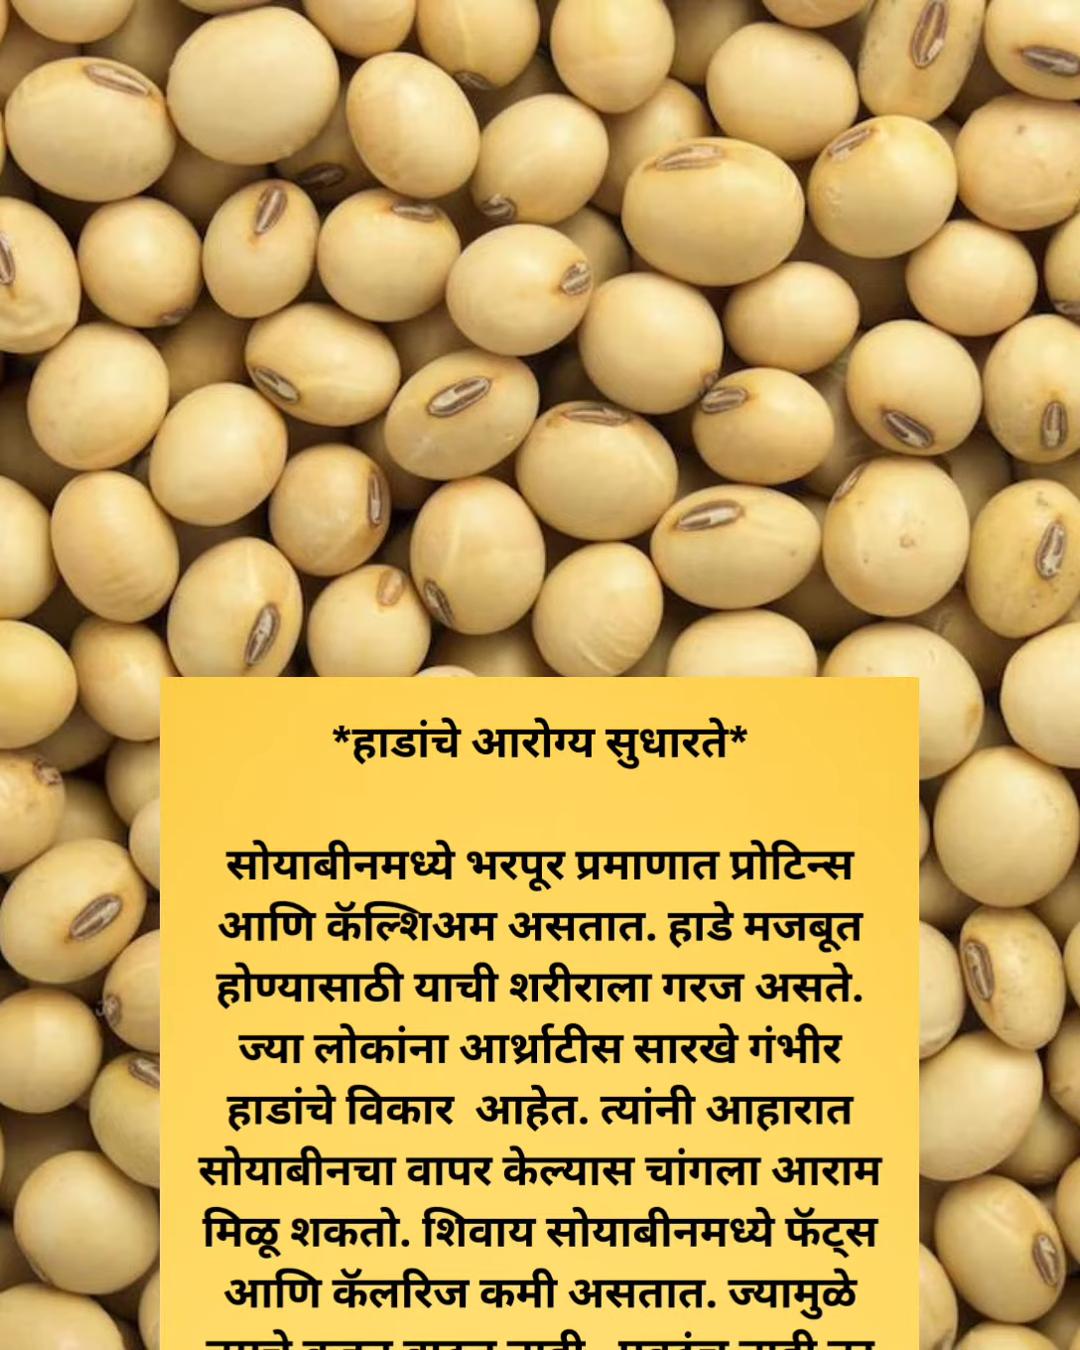 *हाडांचे आरोग्य सुधारते*
सोयाबीनमध्ये भरपूर प्रमाणात प्रोटिन्स
आणि कॅल्शिअम असतात. हाडे मजबूत
होण्यासाठी याची शरीराला गरज असते.
ज्या लोकांना आर्थ्राटीस सारखे गंभीर
हाडांचे विकार  आहेत. त्यांनी आहारात
सोयाबीनचा वापर केल्यास चांगला आराम
मिळू शकतो. शिवाय सोयाबीनमध्ये फॅट्स
आणि कॅलरिज कमी असतात. ज्यामुळे